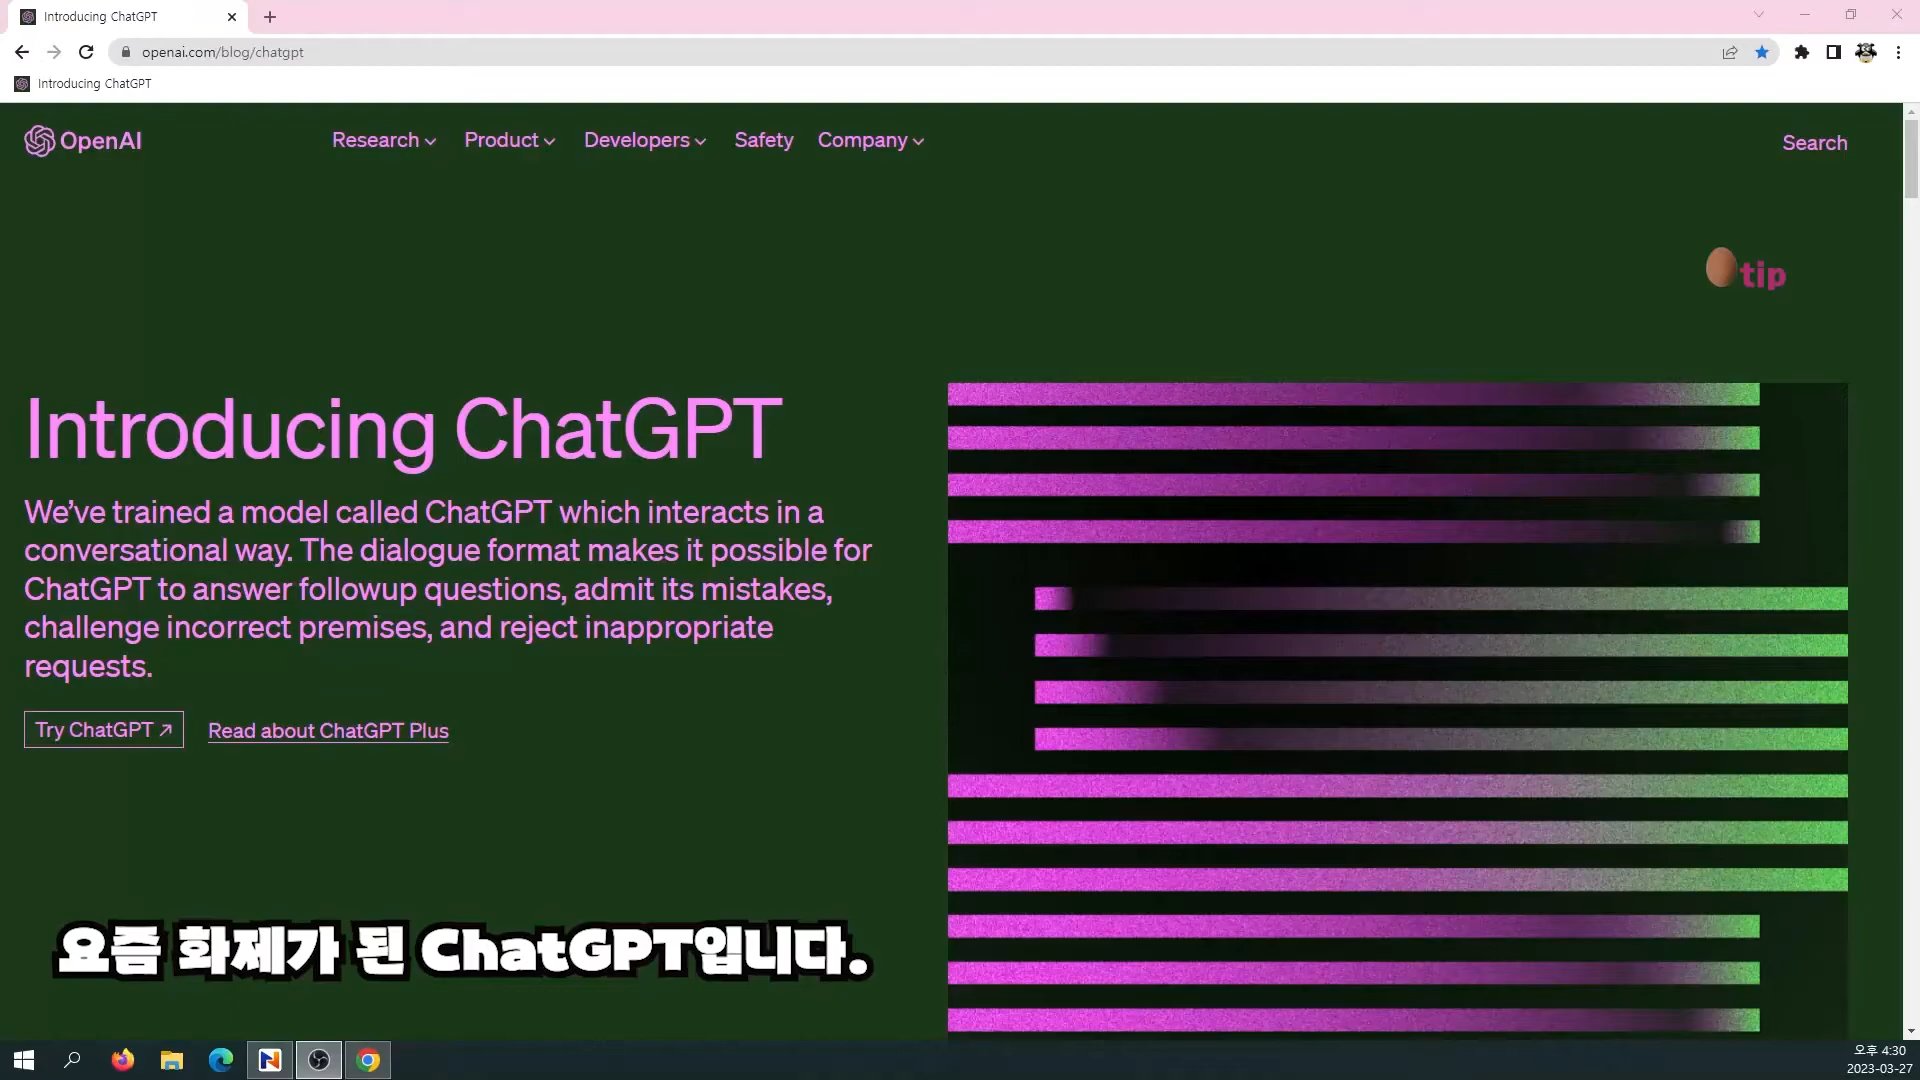 Introducing ChatGPT
openai.com/blog/chatgpt
Introducing ChatGPT
OpenAI
Research
Product
Developers
Safety
Company
Search
tip
Introducing ChatGPT
We’ve trained a model called ChatGPT which interacts in a
conversational way. The dialogue format makes it possible for
ChatGPT to answer followup questions, admit its mistakes,
challenge incorrect premises, and reject inappropriate
requests.
Try ChatGPT ↗
Read about ChatGPT Plus
요즘 화제가 된 ChatGPT입니다.
오후 4:30
2023-03-27